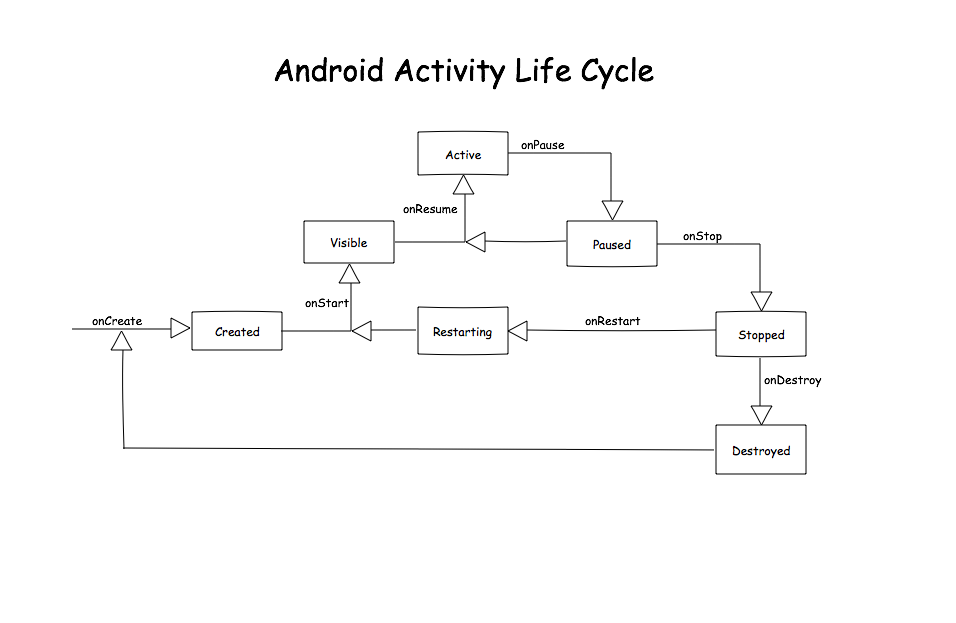 Android Activity Life Cycle
Active
onPause
onResume
Visible
Paused
onStop
onStart
onCreate
Created
Restarting
onRestart
Stopped
onDestroy
Destroyed